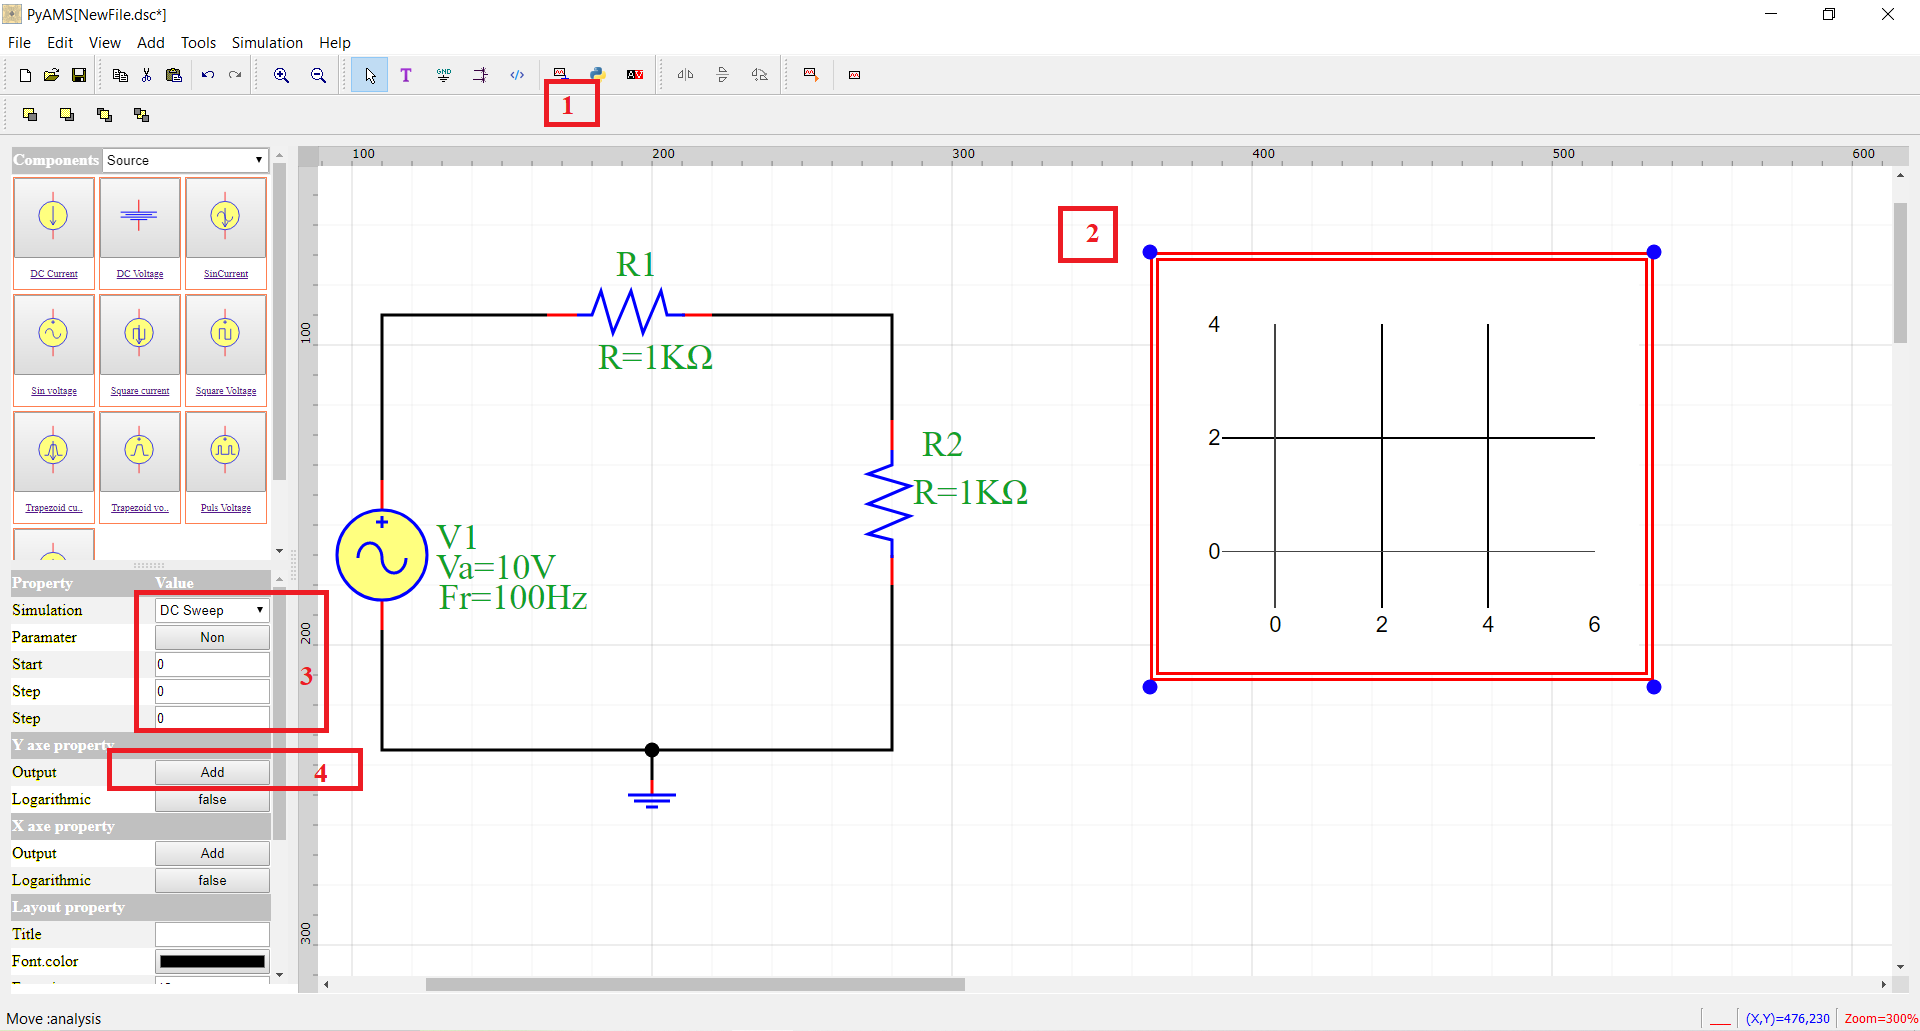 PyAMS[NewFile.dsc*]
File Edit View Add Tools Simulation Help
T GND </> AV
1
Components Source
DC Current DC Voltage SinCurrent
Sin voltage Square current Square Voltage
Trapezoid cu.. Trapezoid vo.. Puls Voltage
Property Value
Simulation DC Sweep
Paramater Non
Start 0
Step 0
Step 0
3
Y axe property
Output Add
4
Logarithmic false
X axe property
Output Add
Logarithmic false
Layout property
Title
Font.color
100 200 300 400 500 600
100
200
300
R1
R=1KΩ
R2
R=1KΩ
V1
Va=10V
Fr=100Hz
2
4
2
0
0 2 4 6
Move :analysis
(X,Y)=476,230 Zoom=300%